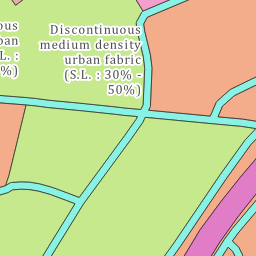 Discontinuous
medium density
urban fabric
(S.L. : 30% -
50%)
L. :
%)